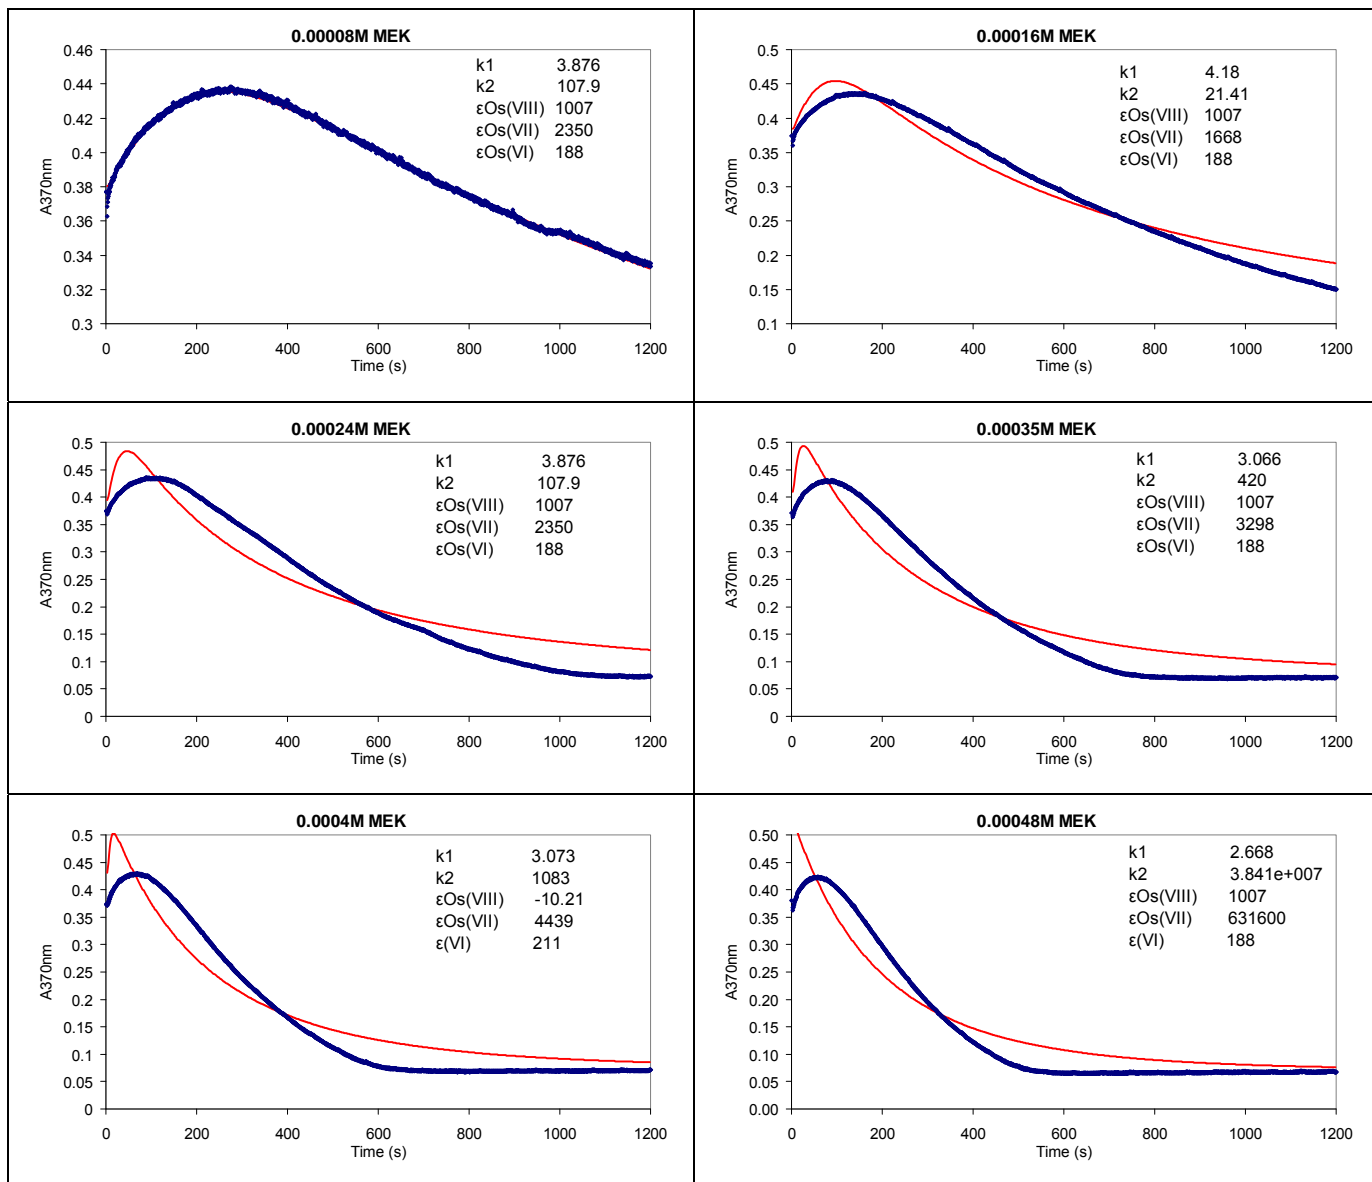 0.00008M MEK
k1 3.876
k2 107.9
εOs(VIII) 1007
εOs(VII) 2350
εOs(VI) 188
A370nm
0.46
0.44
0.42
0.4
0.38
0.36
0.34
0.32
0.3
0 200 400 600 800 1000 1200
Time (s)
0.00016M MEK
k1 4.18
k2 21.41
εOs(VIII) 1007
εOs(VII) 1668
εOs(VI) 188
A370nm
0.5
0.45
0.4
0.35
0.3
0.25
0.2
0.15
0.1
0 200 400 600 800 1000 1200
Time (s)
0.00024M MEK
k1 3.876
k2 107.9
εOs(VIII) 1007
εOs(VII) 2350
εOs(VI) 188
A370nm
0.5
0.45
0.4
0.35
0.3
0.25
0.2
0.15
0.1
0.05
0
0 200 400 600 800 1000 1200
Time (s)
0.00035M MEK
k1 3.066
k2 420
εOs(VIII) 1007
εOs(VII) 3298
εOs(VI) 188
A370nm
0.5
0.45
0.4
0.35
0.3
0.25
0.2
0.15
0.1
0.05
0
0 200 400 600 800 1000 1200
Time (s)
0.0004M MEK
k1 3.073
k2 1083
εOs(VIII) -10.21
εOs(VII) 4439
ε(VI) 211
A370nm
0.5
0.45
0.4
0.35
0.3
0.25
0.2
0.15
0.1
0.05
0
0 200 400 600 800 1000 1200
Time (s)
0.00048M MEK
k1 2.668
k2 3.841e+007
εOs(VIII) 1007
εOs(VII) 631600
ε(VI) 188
A370nm
0.50
0.45
0.40
0.35
0.30
0.25
0.20
0.15
0.10
0.05
0.00
0 200 400 600 800 1000 1200
Time (s)